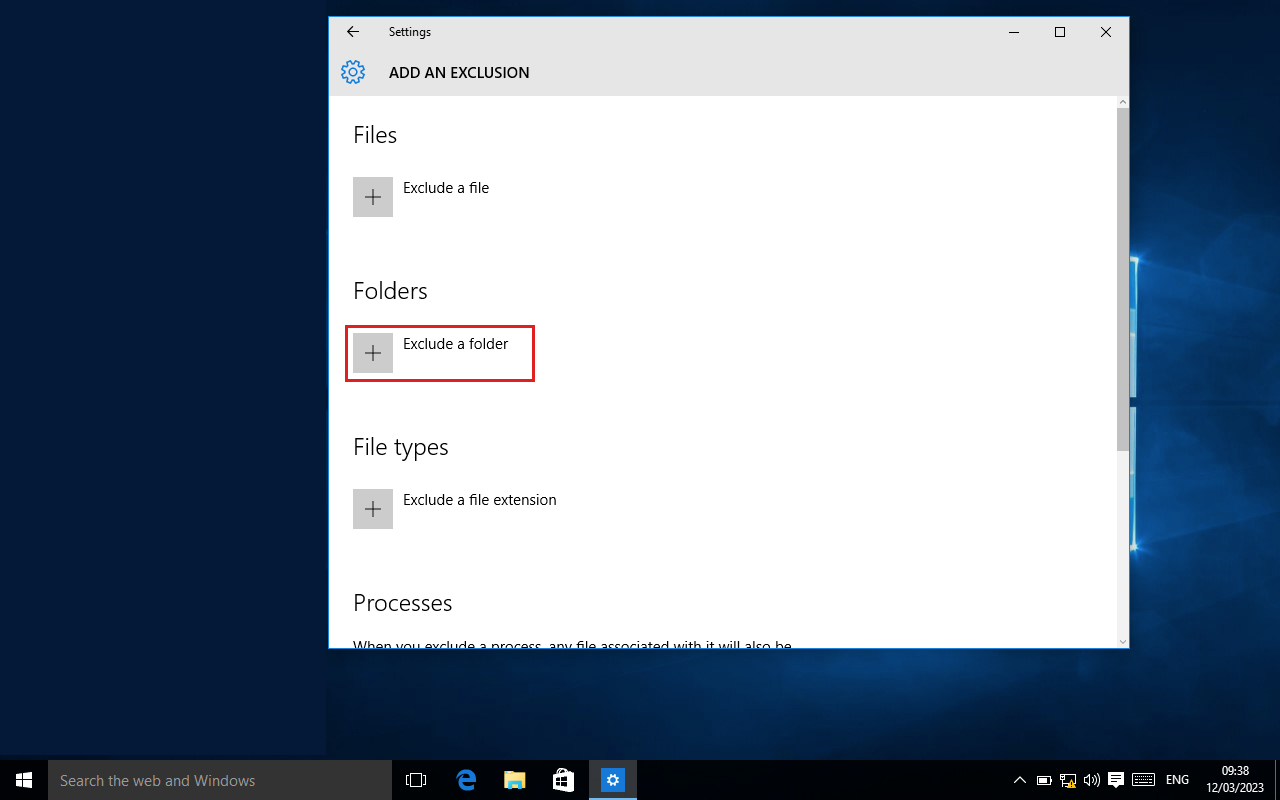 Settings
ADD AN EXCLUSION
Files
Exclude a file
Folders
Exclude a folder
File types
Exclude a file extension
Processes
When you exclude a process, any file associated with it will also be
Search the web and Windows
ENG
09:38
12/03/2023